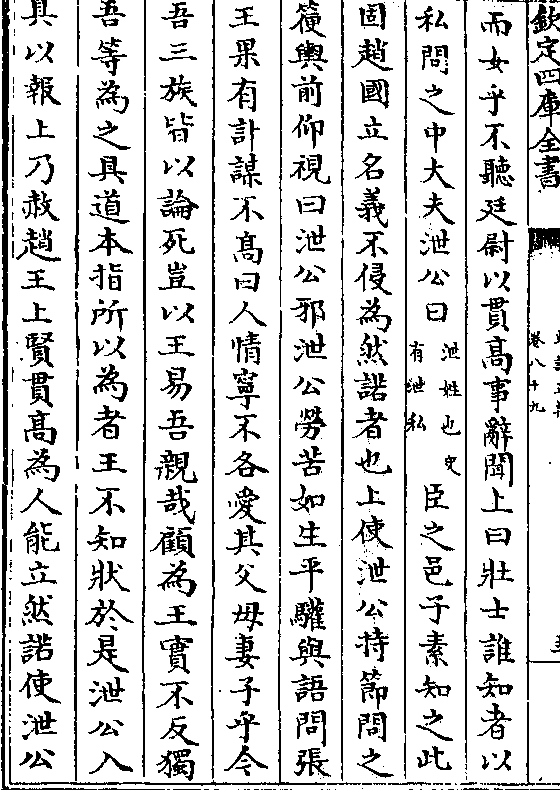 欽定四庫全書
卷八十九
而女乎不聽廷尉以貫髙事辭聞上曰壯士誰知者以
私問之中大夫泄公曰泄姓也史有泄私臣之邑子素知之此
固趙國立名義不侵為然諾者也上使泄公持節問之
箯輿前仰視曰泄公邪泄公勞苦如生平驩與語問張
王果有計謀不髙曰人情寧不各愛其父母妻子乎今
吾三族皆以論死豈以王易吾親哉顧為王實不反獨
吾等為之具道本指所以為者王不知狀於是泄公入
具以報上乃赦趙王上賢貫髙為人能立然諾使泄公